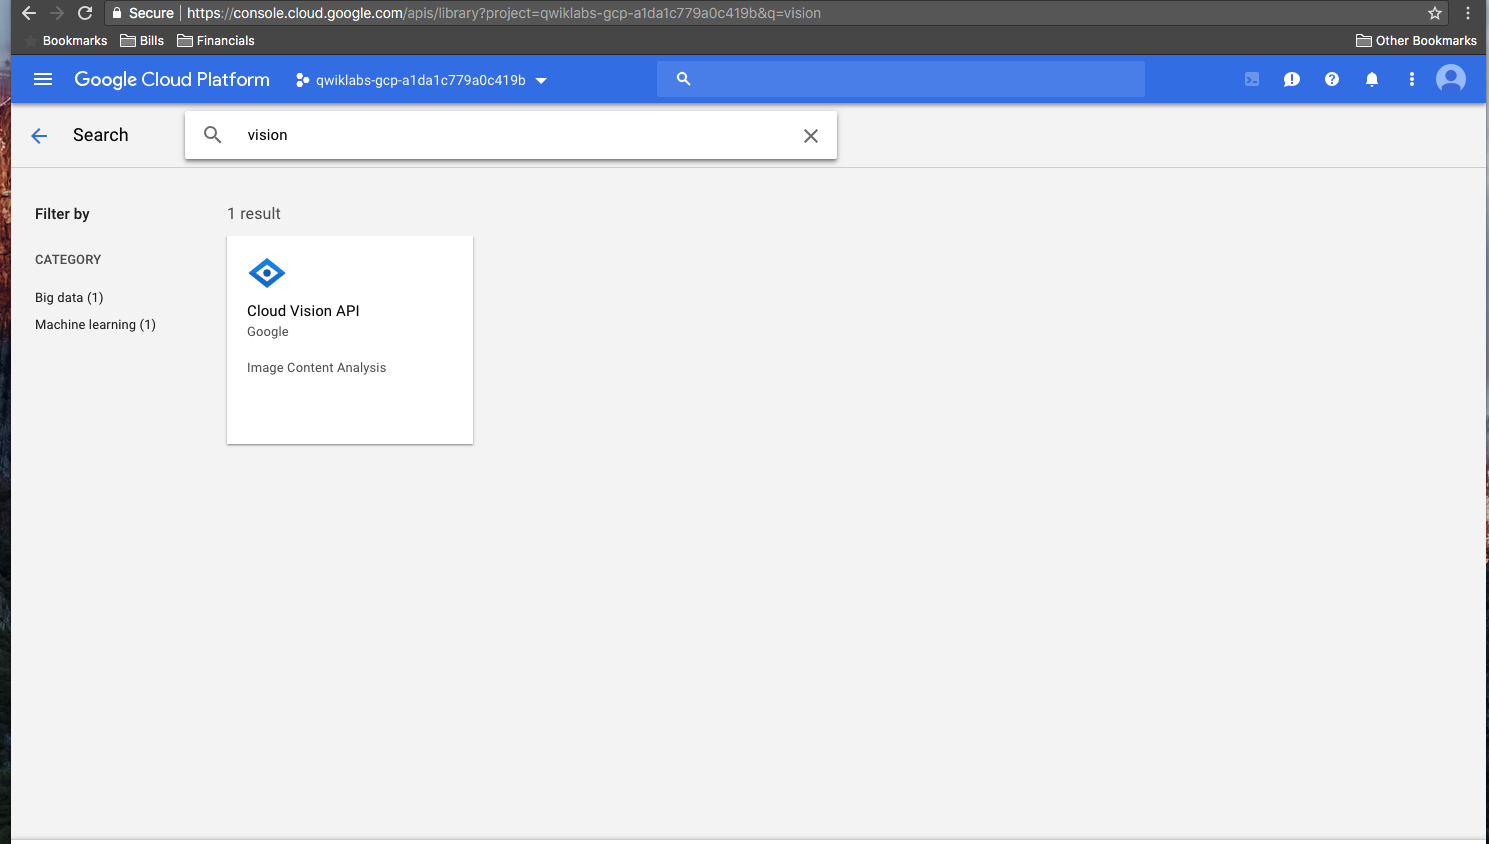 Secure https://console.cloud.google.com/apis/library?project=qwiklabs-gcp-a1da1c779a0c419b&q=vision
Bookmarks Bills Financials Other Bookmarks
Google Cloud Platform qwiklabs-gcp-a1da1c779a0c419b
Search vision
Filter by
1 result
CATEGORY
Big data (1)
Machine learning (1)
Cloud Vision API
Google
Image Content Analysis